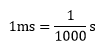 1ms = 1/1000 s